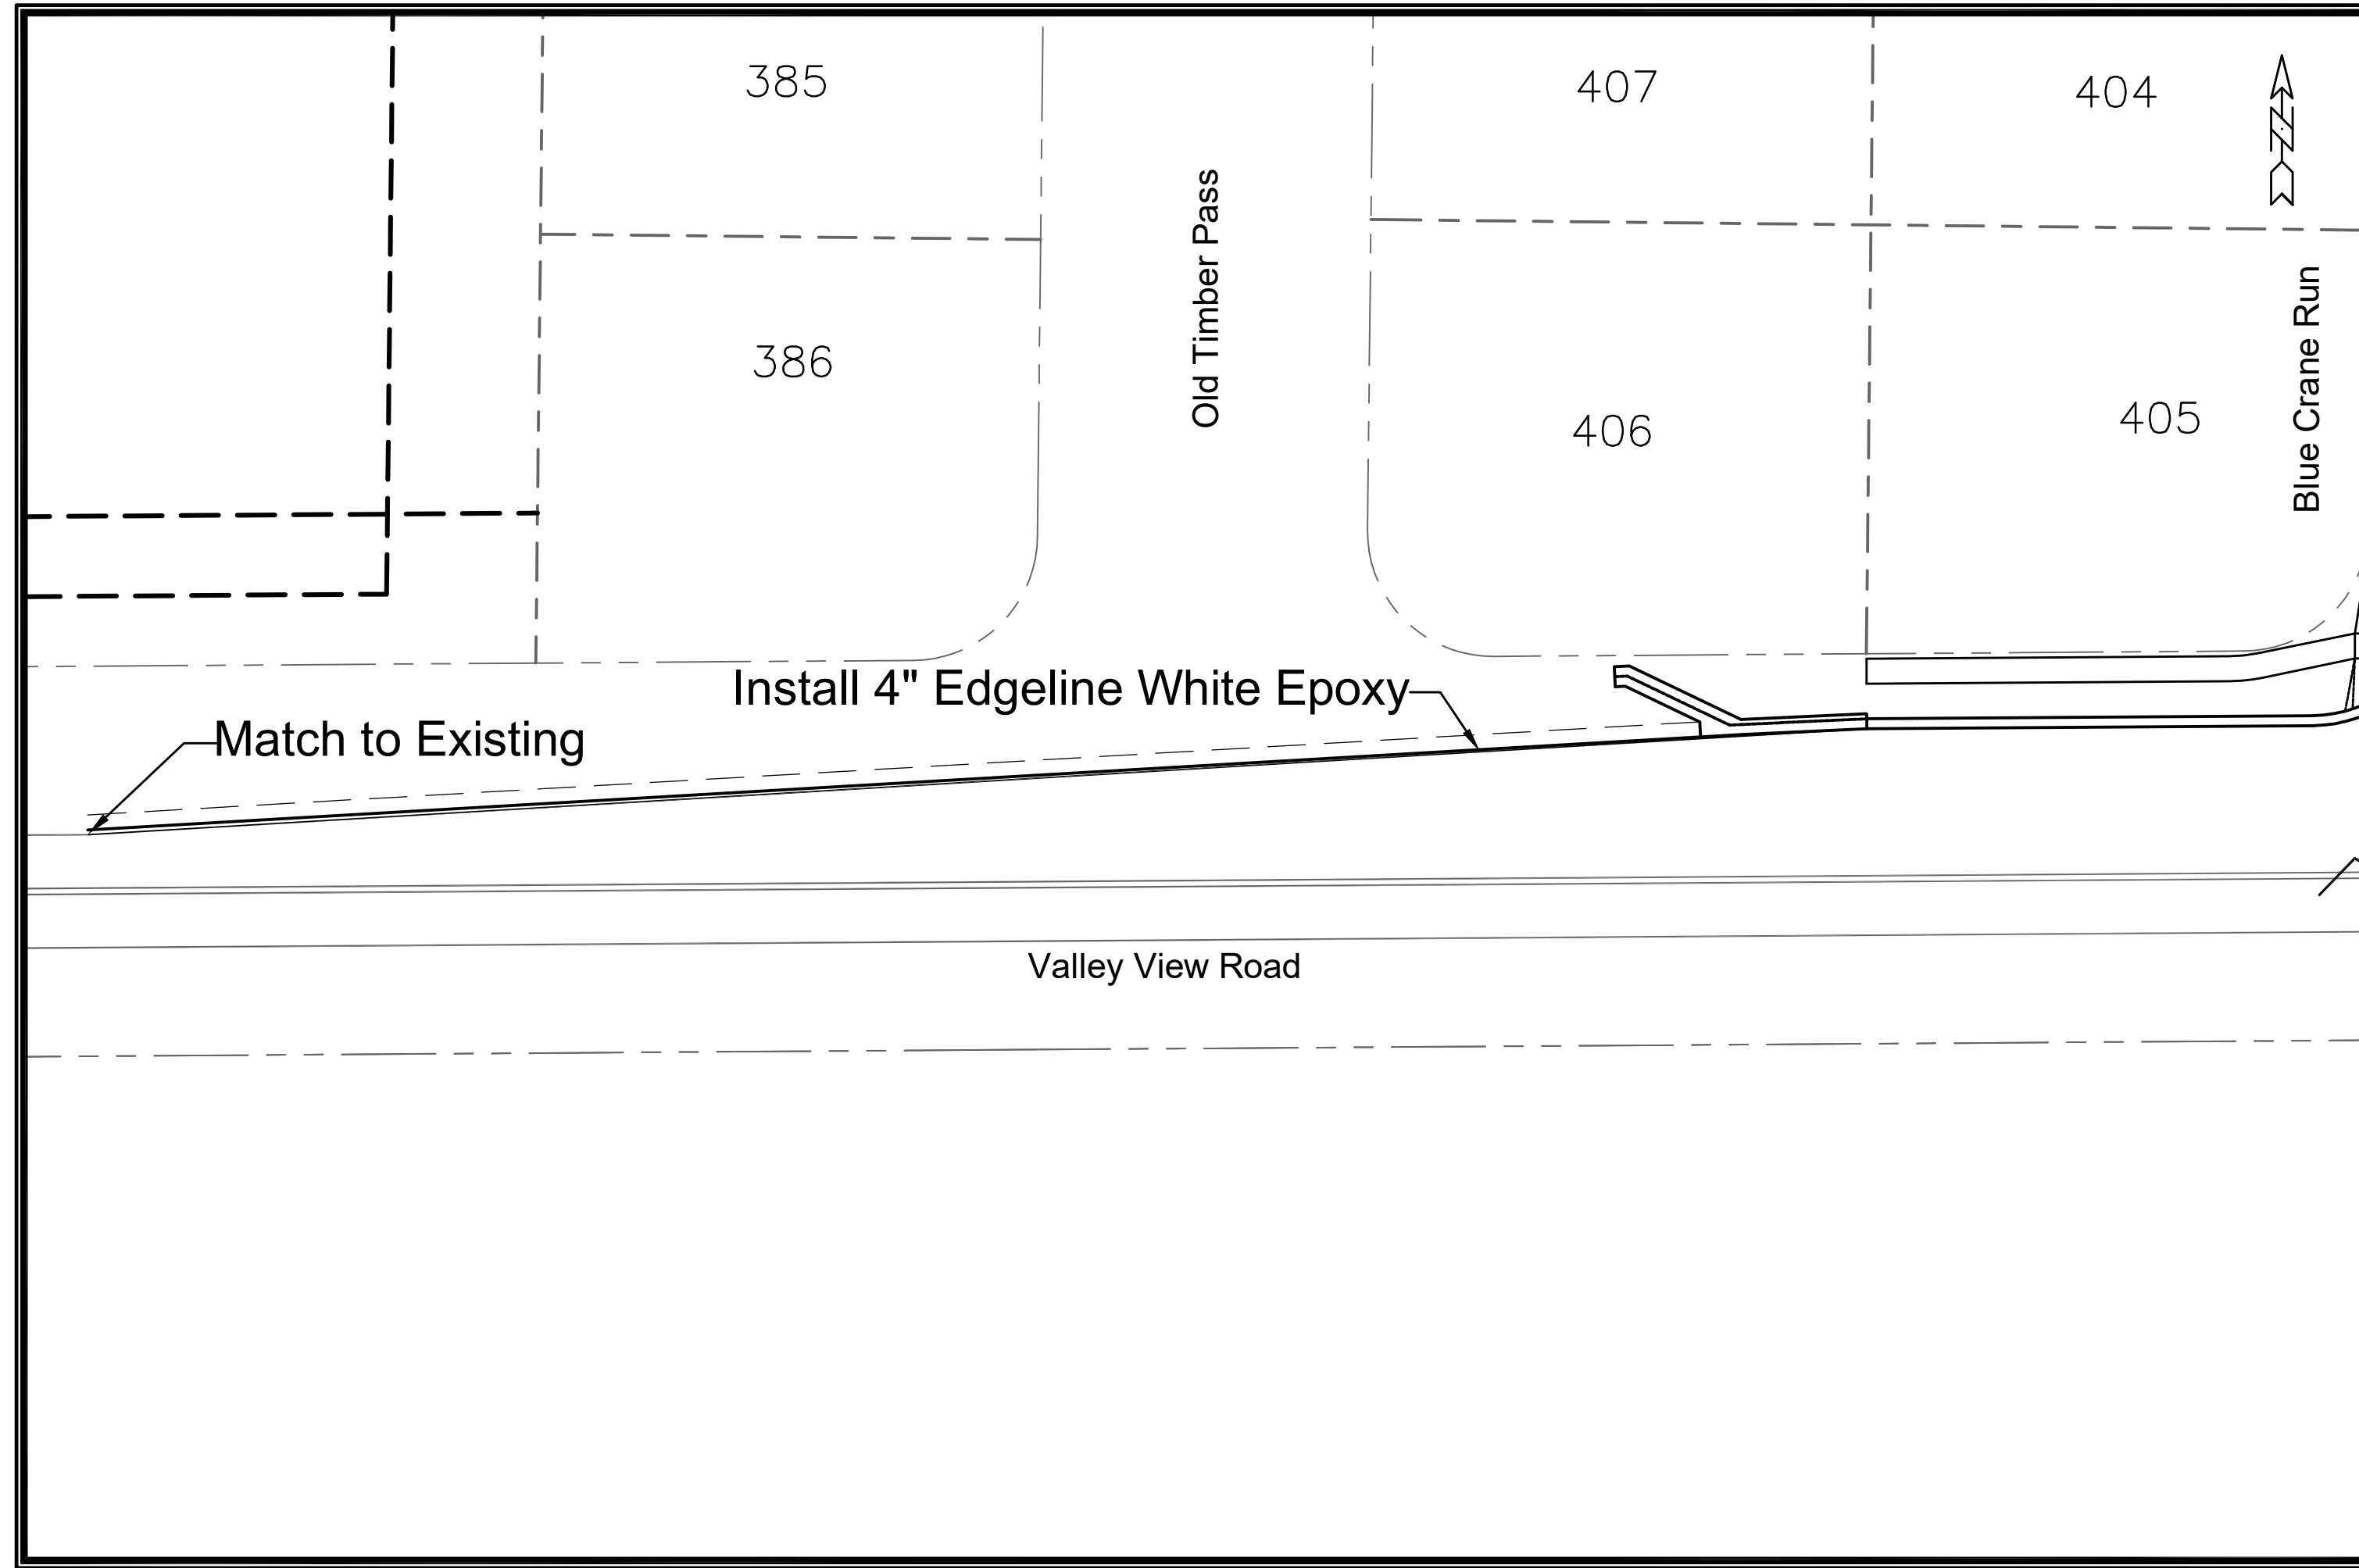 385
407
404
N
Old Timber Pass
Blue Crane Run
386
406
405
Install 4" Edgeline White Epoxy
Match to Existing
Valley View Road